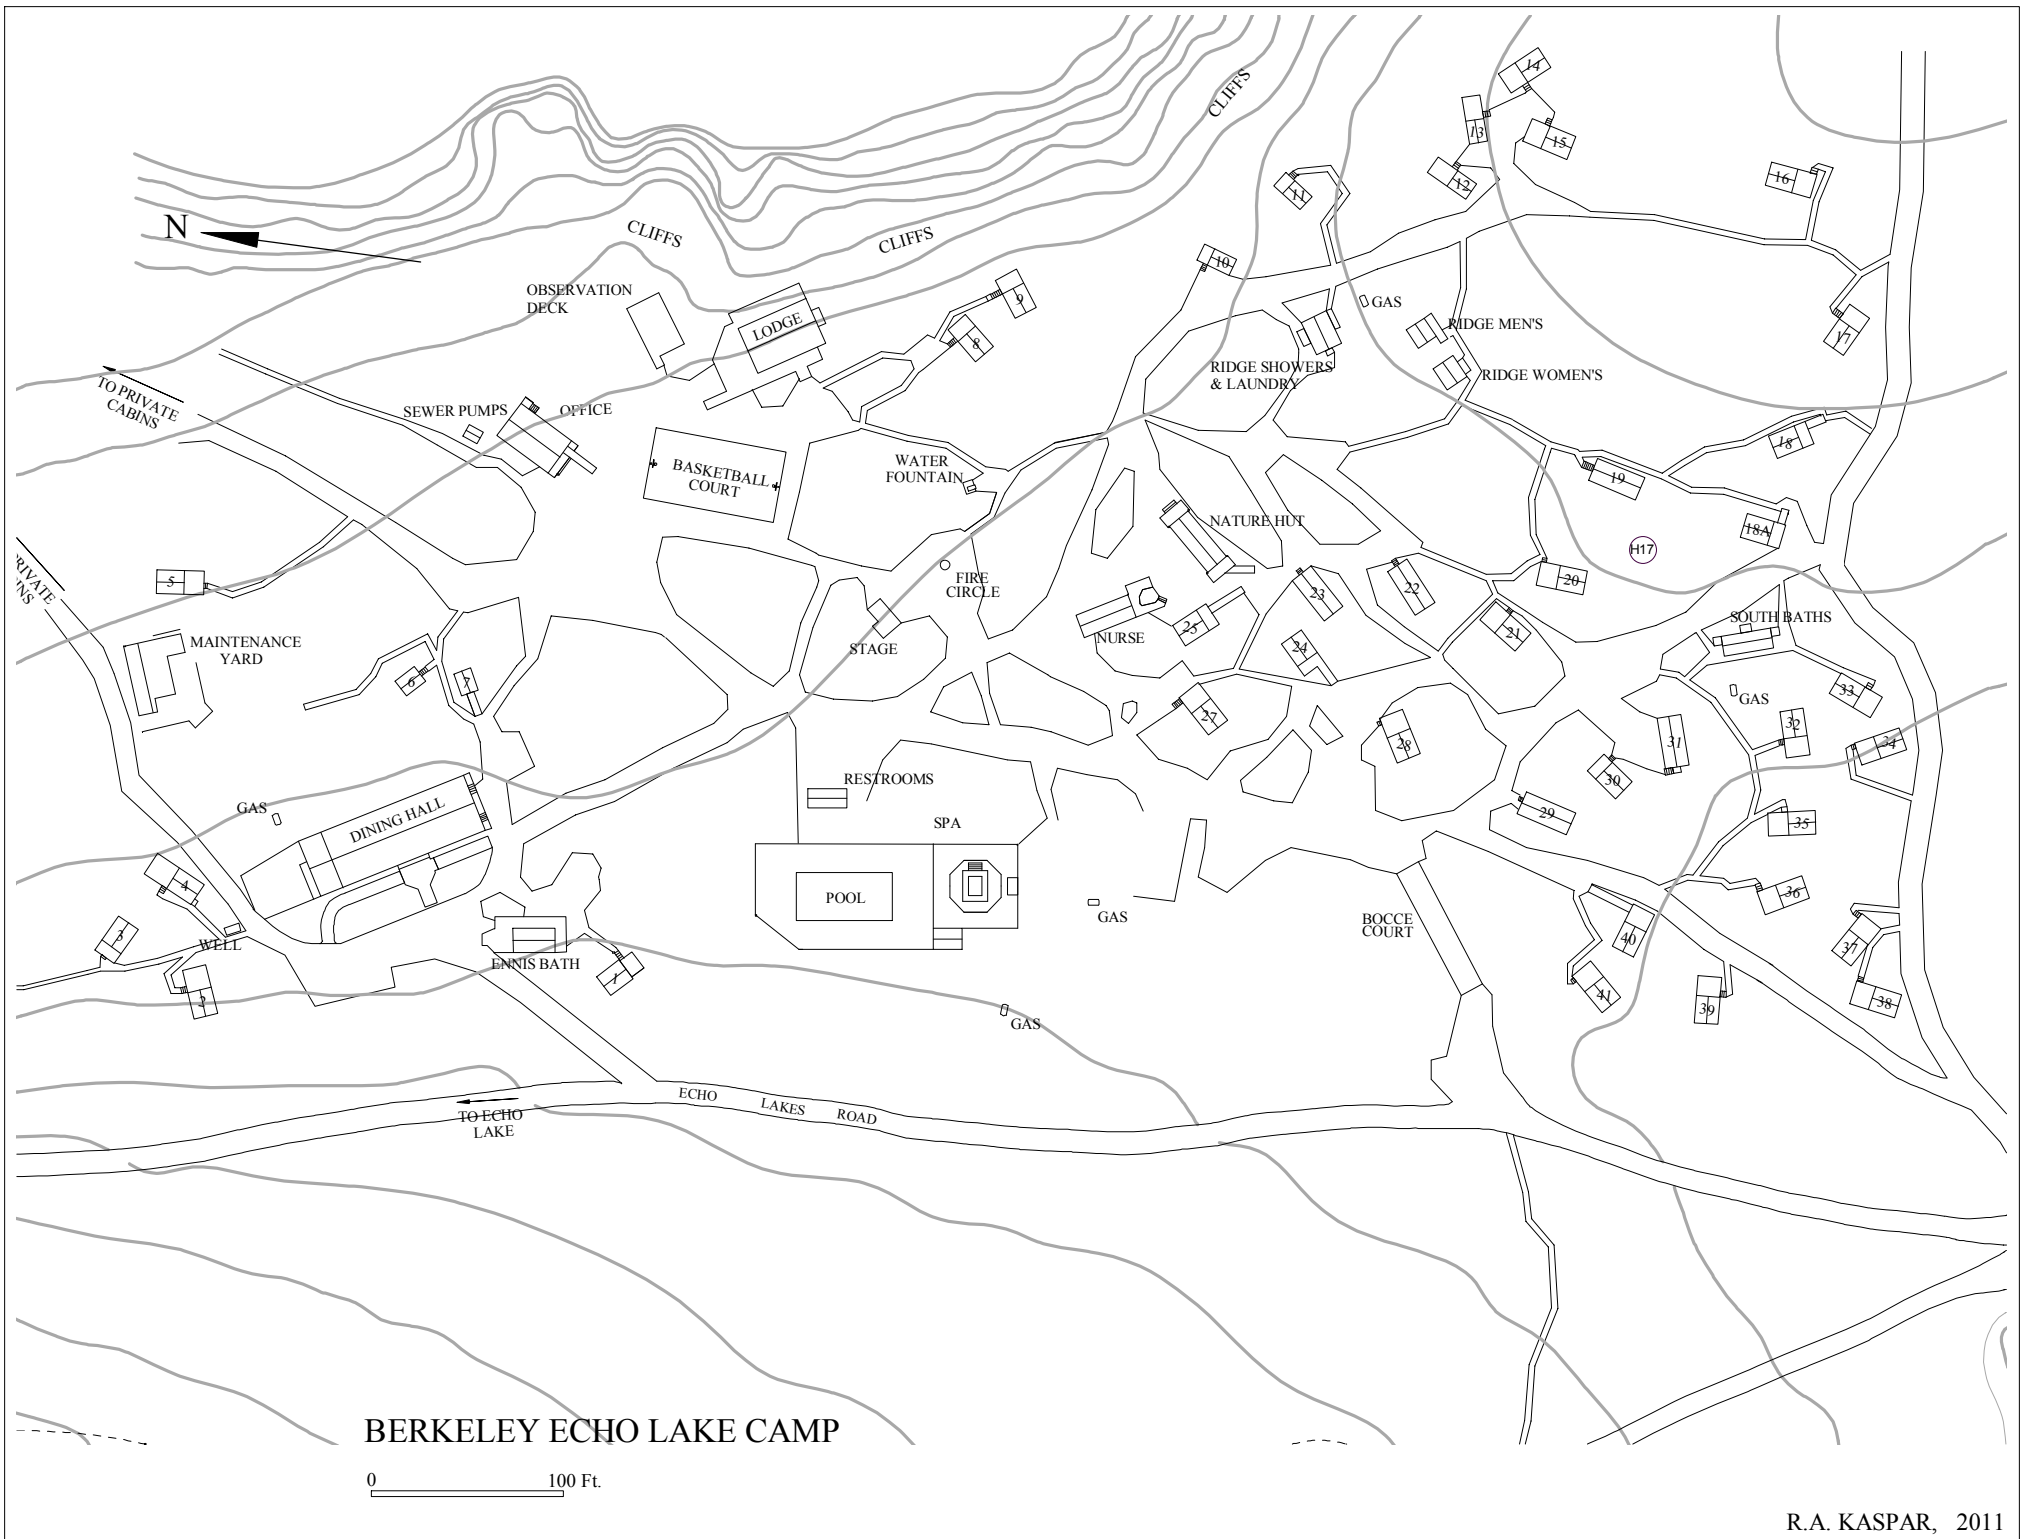 CLIFFS
14
13
15
12
16
11
N
CLIFFS
CLIFFS
10
OBSERVATION
DECK
LODGE
9
8
GAS
RIDGE MEN'S
17
RIDGE SHOWERS
& LAUNDRY
RIDGE WOMEN'S
TO PRIVATE
CABINS
SEWER PUMPS
OFFICE
BASKETBALL
COURT
WATER
FOUNTAIN
18
19
NATURE HUT
18A
H17
PRIVATE
INS
5
FIRE
CIRCLE
23
22
20
MAINTENANCE
YARD
STAGE
NURSE
25
24
21
SOUTH BATHS
6
7
27
28
GAS
33
31
32
34
30
GAS
DINING HALL
RESTROOMS
SPA
29
35
4
POOL
GAS
BOCCE
COURT
36
3
WELL
ENNIS BATH
1
40
37
2
GAS
41
39
38
ECHO LAKES ROAD
TO ECHO
LAKE
BERKELEY ECHO LAKE CAMP
0 100 Ft.
R.A. KASPAR, 2011